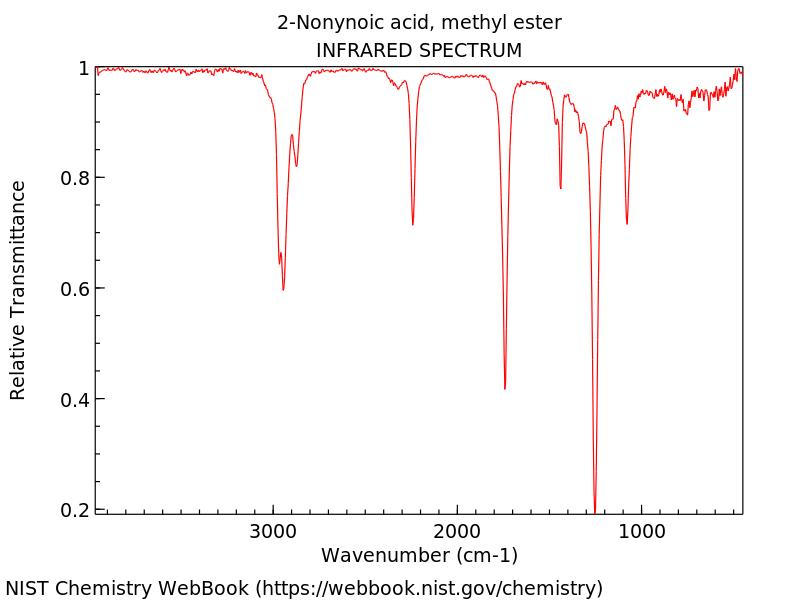 2-Nonynoic acid, methyl ester
INFRARED SPECTRUM
1
0.8
0.6
0.4
0.2
Relative Transmittance
3000 2000 1000
Wavenumber (cm-1)
NIST Chemistry WebBook (https://webbook.nist.gov/chemistry)